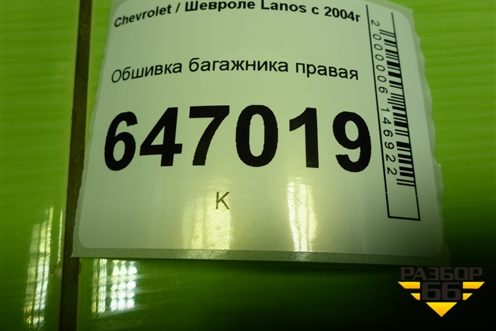 Chevrolet / Шевроле Lanos с 2004г
Обшивка багажника правая
647019
К
2000006146922
РАЗБОР
66